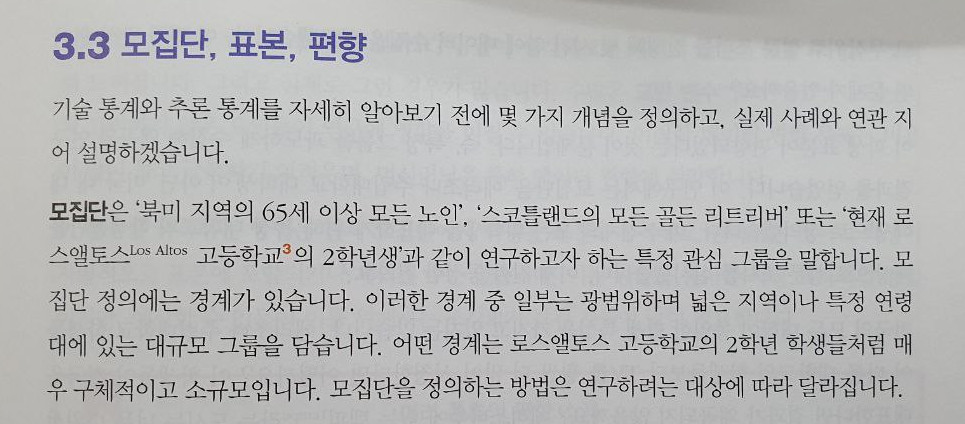 3.3 모집단, 표본, 편향
기술 통계와 추론 통계를 자세히 알아보기 전에 몇 가지 개념을 정의하고, 실제 사례와 연관 지
어 설명하겠습니다.
모집단은 '북미 지역의 65세 이상 모든 노인', '스코틀랜드의 모든 골든 리트리버' 또는 '현재 로
스앨토스Los Altos 고등학교3의 2학년생'과 같이 연구하고자 하는 특정 관심 그룹을 말합니다. 모
집단 정의에는 경계가 있습니다. 이러한 경계 중 일부는 광범위하며 넓은 지역이나 특정 연령
대에 있는 대규모 그룹을 담습니다. 어떤 경계는 로스앨토스 고등학교의 2학년 학생들처럼 매
우 구체적이고 소규모입니다. 모집단을 정의하는 방법은 연구하려는 대상에 따라 달라집니다.